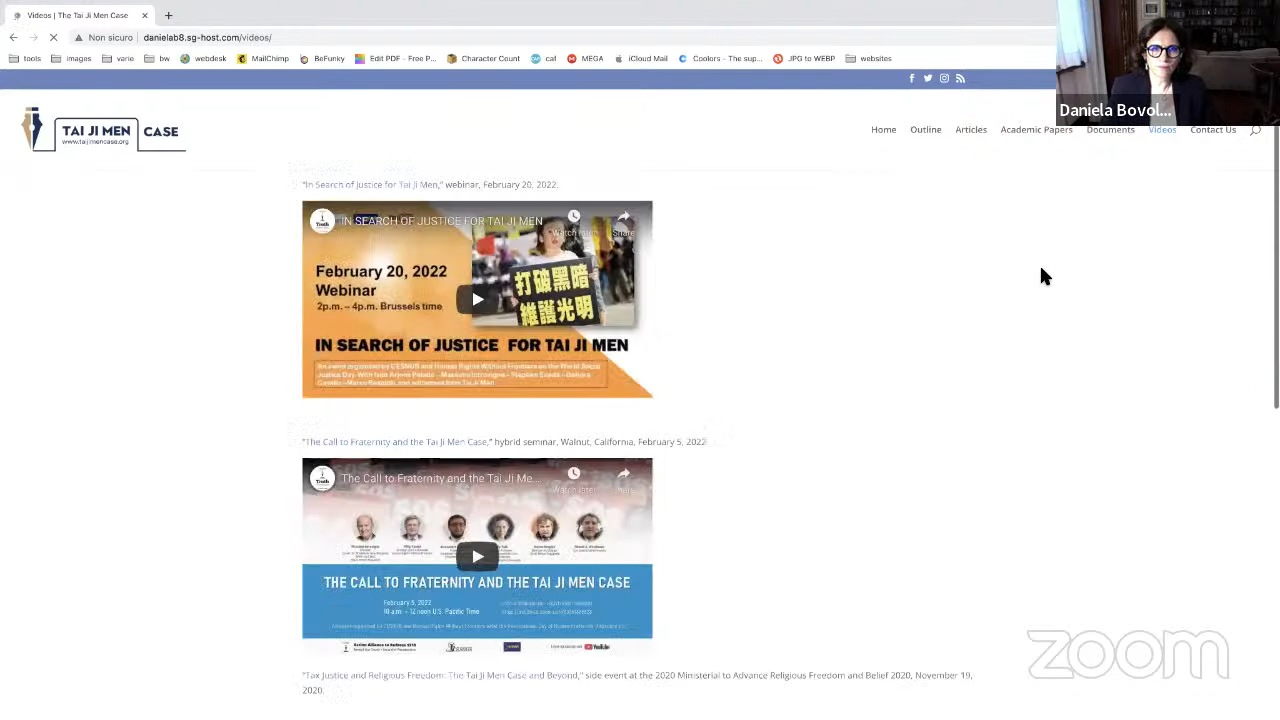 Videos | The Tai Ji Men Case
Non sicuro danielab8.sg-host.com/videos/
tools images varie bw webdesk MailChimp BeFunky Edit PDF - Free P... Character Count caf MEGA iCloud Mail Coolors - The sup... JPG to WEBP websites
Daniela Bovol...
TAI JI MEN CASE
www.taijimencase.org
Home Outline Articles Academic Papers Documents Videos Contact Us
"In Search of Justice for Tai Ji Men," webinar, February 20, 2022.
IN SEARCH OF JUSTICE FOR TAI JI MEN
Watch later Share
February 20, 2022
Webinar
2p.m. – 4p.m. Brussels time
打破黑暗
維護光明
IN SEARCH OF JUSTICE FOR TAI JI MEN
"The Call to Fraternity and the Tai Ji Men Case," hybrid seminar, Walnut, California, February 5, 2022
The Call to Fraternity and the Tai Ji Me...
Watch later Share
THE CALL TO FRATERNITY AND THE TAI JI MEN CASE
February 5, 2022
10 a.m. - 12 noon U.S. Pacific Time
YouTube
"Tax Justice and Religious Freedom: The Tai Ji Men Case and Beyond," side event at the 2020 Ministerial to Advance Religious Freedom and Belief 2020, November 19,
2020.
zoom